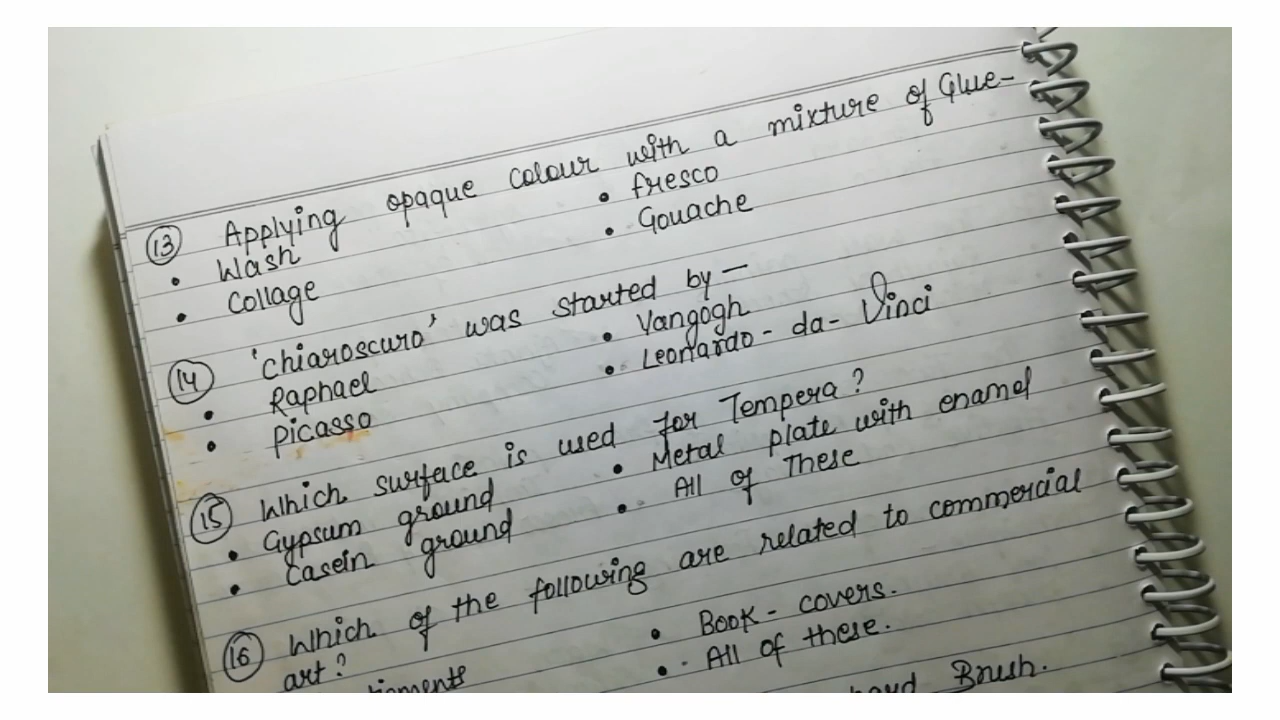 13 Applying opaque colour with a mixture of Glue-
• Wash • fresco
• Collage • Gouache
14 'chiaroscuro' was started by —
• Raphael • Vangogh
• Picasso • Leonardo - da - Vinci
15 Which surface is used for Tempera?
• Gypsum ground • Metal plate with enamel
• Casein ground • All of These
16 Which of the following are related to commercial
art? • Book - covers.
• All of these.
Brush.